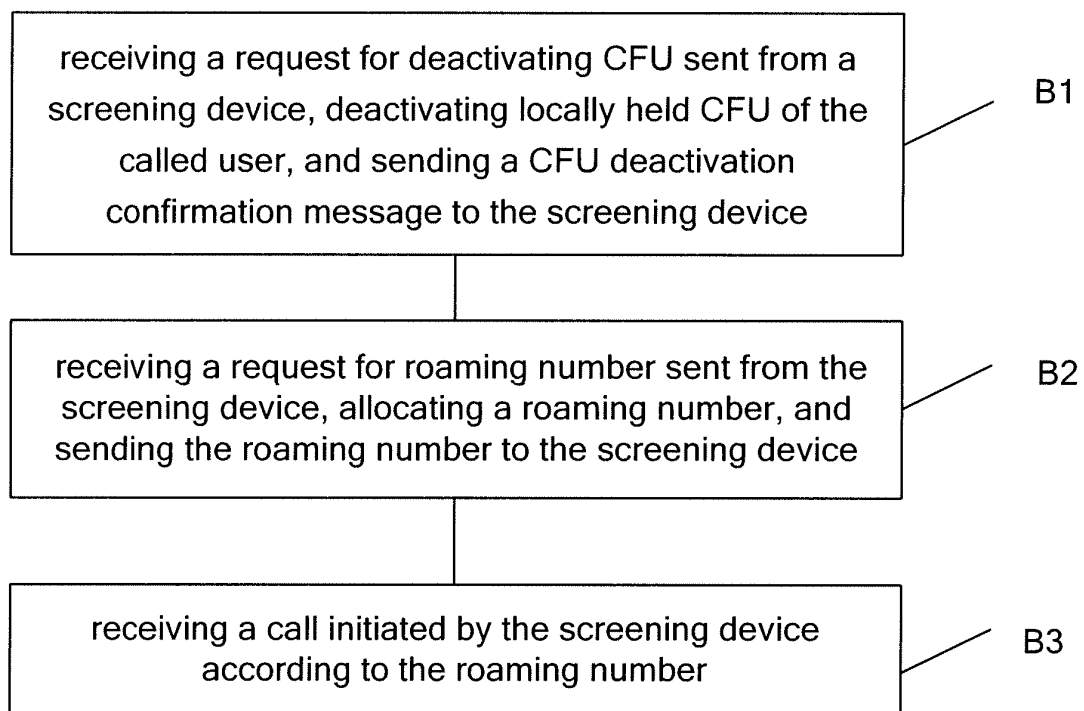 receiving a request for deactivating CFU sent from a
screening device, deactivating locally held CFU of the
called user, and sending a CFU deactivation
confirmation message to the screening device
B1
receiving a request for roaming number sent from the
screening device, allocating a roaming number, and
sending the roaming number to the screening device
B2
receiving a call initiated by the screening device
according to the roaming number
B3